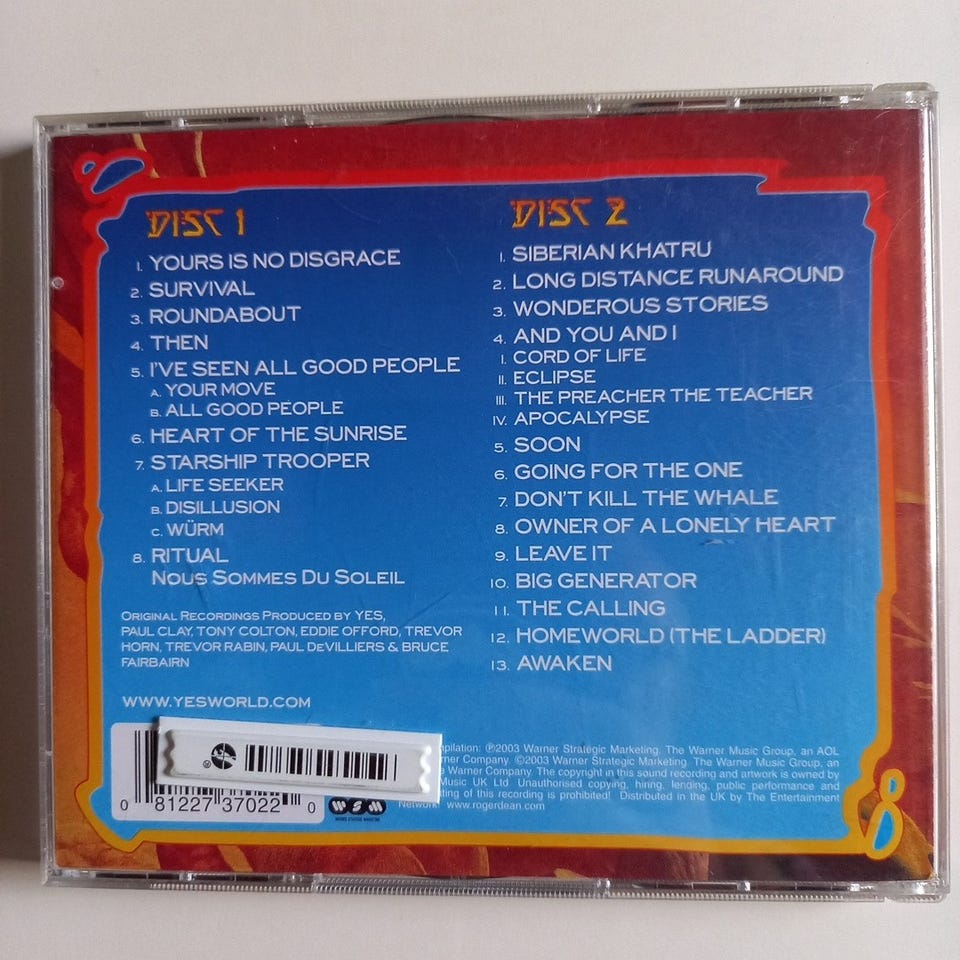 DISC 1
1. YOURS IS NO DISGRACE
2. SURVIVAL
3. ROUNDABOUT
4. THEN
5. I'VE SEEN ALL GOOD PEOPLE
A. YOUR MOVE
B. ALL GOOD PEOPLE
6. HEART OF THE SUNRISE
7. STARSHIP TROOPER
A. LIFE SEEKER
B. DISILLUSION
C. WÜRM
8. RITUAL
NOUS SOMMES DU SOLEIL
ORIGINAL RECORDINGS PRODUCED BY YES,
PAUL CLAY, TONY COLTON, EDDIE OFFORD, TREVOR
HORN, TREVOR RABIN, PAUL DEVILLIERS & BRUCE
FAIRBAIRN
WWW.YESWORLD.COM
DISC 2
1. SIBERIAN KHATRU
2. LONG DISTANCE RUNAROUND
3. WONDEROUS STORIES
4. AND YOU AND I
I. CORD OF LIFE
II. ECLIPSE
III. THE PREACHER THE TEACHER
IV. APOCALYPSE
5. SOON
6. GOING FOR THE ONE
7. DON'T KILL THE WHALE
8. OWNER OF A LONELY HEART
9. LEAVE IT
10. BIG GENERATOR
11. THE CALLING
12. HOMEWORLD (THE LADDER)
13. AWAKEN
0 81227 37022 0
WSM
℗2003 Warner Strategic Marketing. The Warner Music Group, an AOL
Company. ©2003 Warner Strategic Marketing. The Warner Music Group, an
Warner Company. The copyright in this sound recording and artwork is owned by
Music UK Ltd Unauthorised copying, hiring, lending, public performance and
of this recording is prohibited! Distributed in the UK by The Entertainment
Network www.rogerdean.com